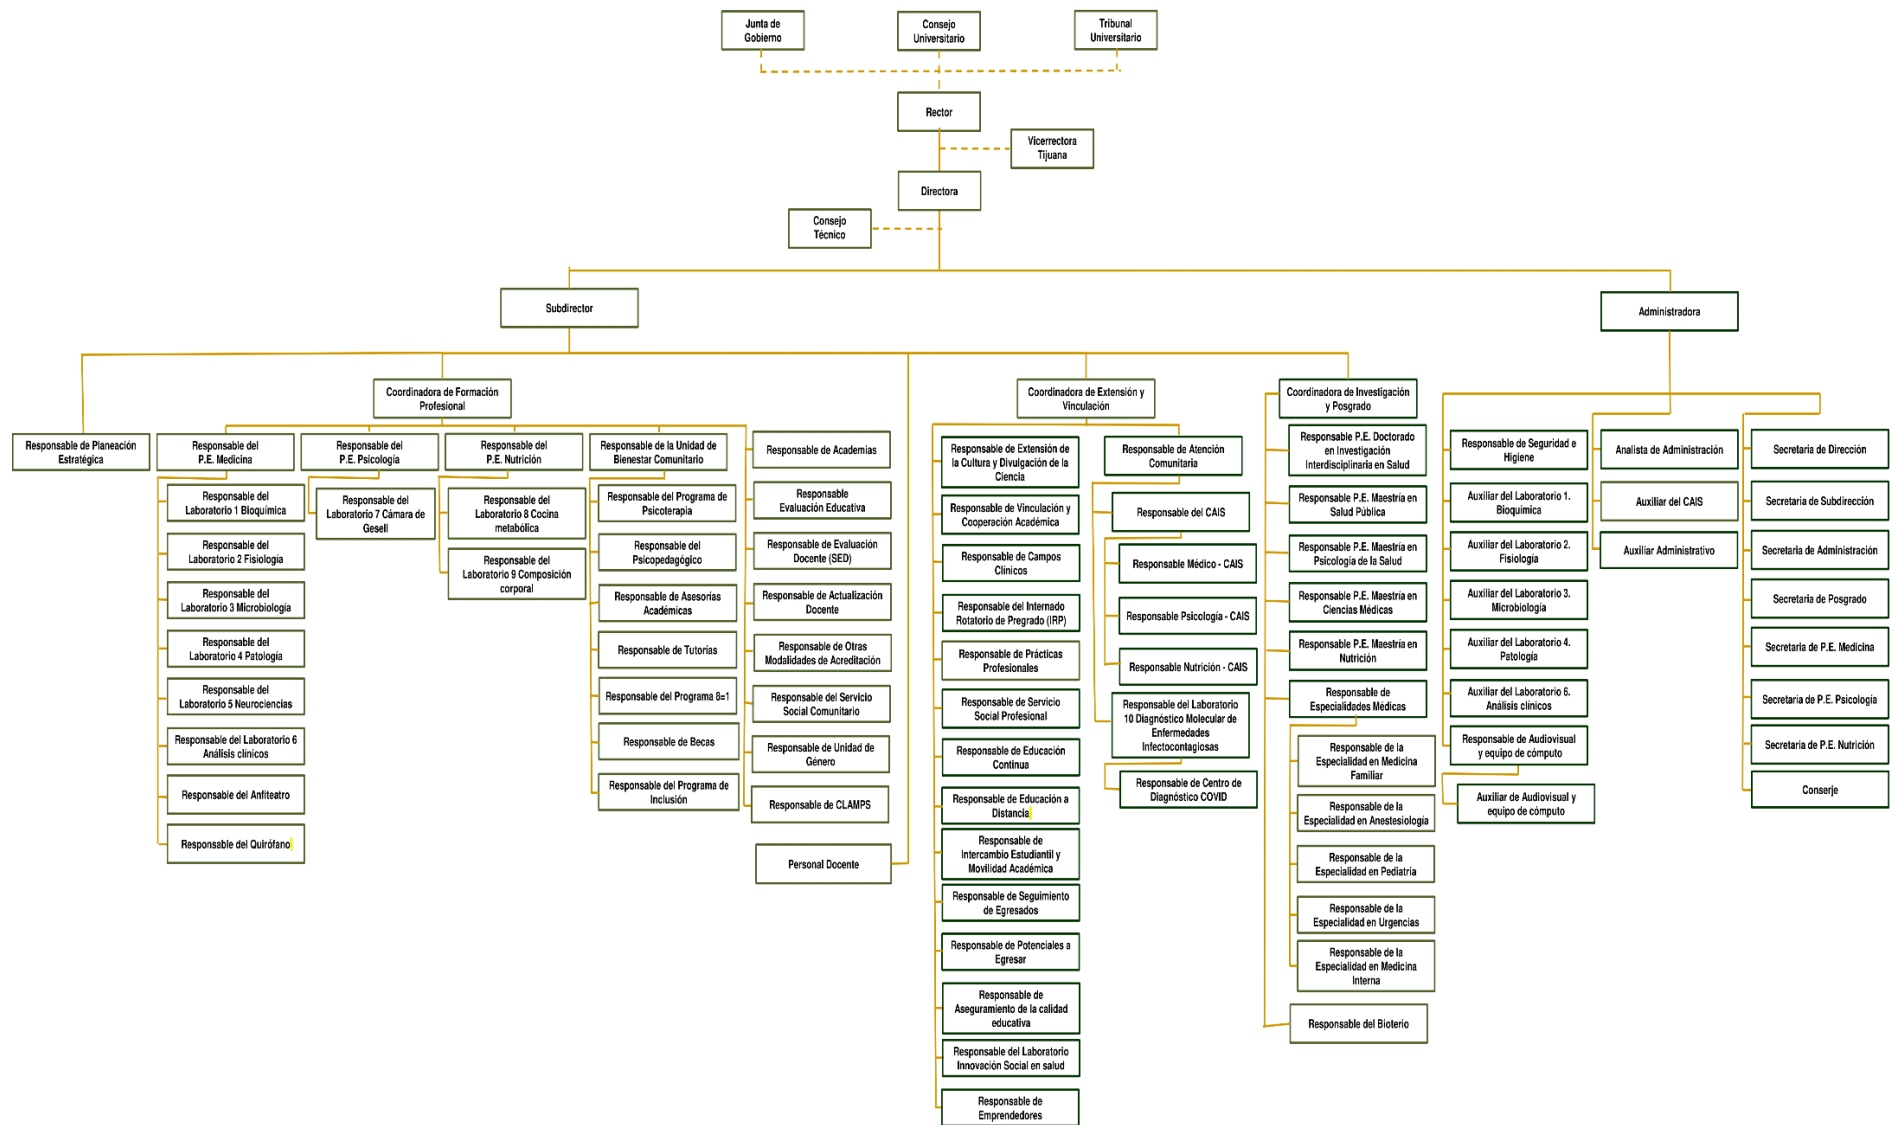 Junta de
Gobierno
Consejo
Universitario
Tribunal
Universitario
Rector
Vicerrectora
Tijuana
Directora
Consejo
Técnico
Subdirector
Administradora
Coordinadora de Formación
Profesional
Coordinadora de Extensión y
Vinculación
Coordinadora de Investigación
y Posgrado
Responsable de Planeación
Estratégica
Responsable del
P.E. Medicina
Responsable del
Laboratorio 1 Bioquímica
Responsable del
Laboratorio 2 Fisiología
Responsable del
Laboratorio 3 Microbiología
Responsable del
Laboratorio 4 Patología
Responsable del
Laboratorio 5 Neurociencias
Responsable del Laboratorio 6
Análisis clínicos
Responsable del Anfiteatro
Responsable del Quirófano
Responsable del
P.E. Psicología
Responsable del
Laboratorio 7 Cámara de
Gesell
Responsable del
P.E. Nutrición
Responsable del
Laboratorio 8 Cocina
metabólica
Responsable del
Laboratorio 9 Composición
corporal
Responsable de la Unidad de
Bienestar Comunitario
Responsable del Programa de
Psicoterapia
Responsable del
Psicopedagógico
Responsable de Asesorías
Académicas
Responsable de Tutorías
Responsable del Programa 8=1
Responsable de Becas
Responsable del Programa de
Inclusión
Responsable de Academias
Responsable
Evaluación Educativa
Responsable de Evaluación
Docente (SED)
Responsable de Actualización
Docente
Responsable de Otras
Modalidades de Acreditación
Responsable del Servicio
Social Comunitario
Responsable de Unidad de
Género
Responsable de CLAMPS
Personal Docente
Responsable de Extensión de
la Cultura y Divulgación de la
Ciencia
Responsable de Vinculación y
Cooperación Académica
Responsable de Campos
Clínicos
Responsable del Internado
Rotatorio de Pregrado (IRP)
Responsable de Prácticas
Profesionales
Responsable de Servicio
Social Profesional
Responsable de Educación
Continua
Responsable de Educación a
Distancia
Responsable de
Intercambio Estudiantil y
Movilidad Académica
Responsable de Seguimiento
de Egresados
Responsable de Potenciales a
Egresar
Responsable de
Aseguramiento de la calidad
educativa
Responsable del Laboratorio
Innovación Social en salud
Responsable de
Emprendedores
Responsable de Atención
Comunitaria
Responsable del CAIS
Responsable Médico - CAIS
Responsable Psicología - CAIS
Responsable Nutrición - CAIS
Responsable del Laboratorio
10 Diagnóstico Molecular de
Enfermedades
Infectocontagiosas
Responsable de Centro de
Diagnóstico COVID
Responsable P.E. Doctorado
en Investigación
Interdisciplinaria en Salud
Responsable P.E. Maestría en
Salud Pública
Responsable P.E. Maestría en
Psicología de la Salud
Responsable P.E. Maestría en
Ciencias Médicas
Responsable P.E. Maestría en
Nutrición
Responsable de
Especialidades Médicas
Responsable de la
Especialidad en Medicina
Familiar
Responsable de la
Especialidad en Anestesiología
Responsable de la
Especialidad en Pediatría
Responsable de la
Especialidad en Urgencias
Responsable de la
Especialidad en Medicina
Interna
Responsable del Bioterio
Responsable de Seguridad e
Higiene
Auxiliar del Laboratorio 1.
Bioquímica
Auxiliar del Laboratorio 2.
Fisiología
Auxiliar del Laboratorio 3.
Microbiología
Auxiliar del Laboratorio 4.
Patología
Auxiliar del Laboratorio 6.
Análisis clínicos
Responsable de Audiovisual
y equipo de cómputo
Auxiliar de Audiovisual y
equipo de cómputo
Analista de Administración
Auxiliar del CAIS
Auxiliar Administrativo
Secretaria de Dirección
Secretaria de Subdirección
Secretaria de Administración
Secretaria de Posgrado
Secretaria de P.E. Medicina
Secretaria de P.E. Psicología
Secretaria de P.E. Nutrición
Conserje